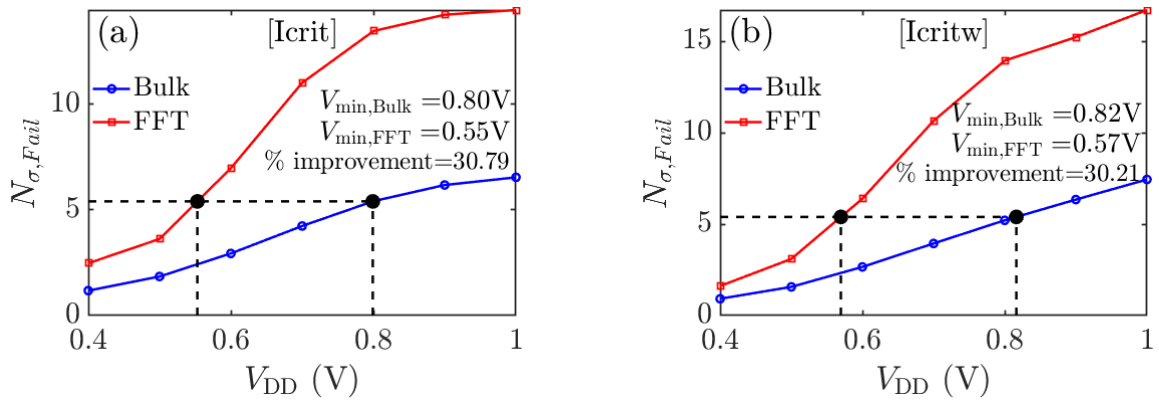 (a)
[Icrit]
Bulk
FFT
V_min,Bulk =0.80V
V_min,FFT =0.55V
% improvement=30.79
N_σ,Fail
10
5
0
0.4 0.6 0.8 1
V_DD (V)
(b)
[Icritw]
Bulk
FFT
V_min,Bulk =0.82V
V_min,FFT =0.57V
% improvement=30.21
N_σ,Fail
15
10
5
0
0.4 0.6 0.8 1
V_DD (V)